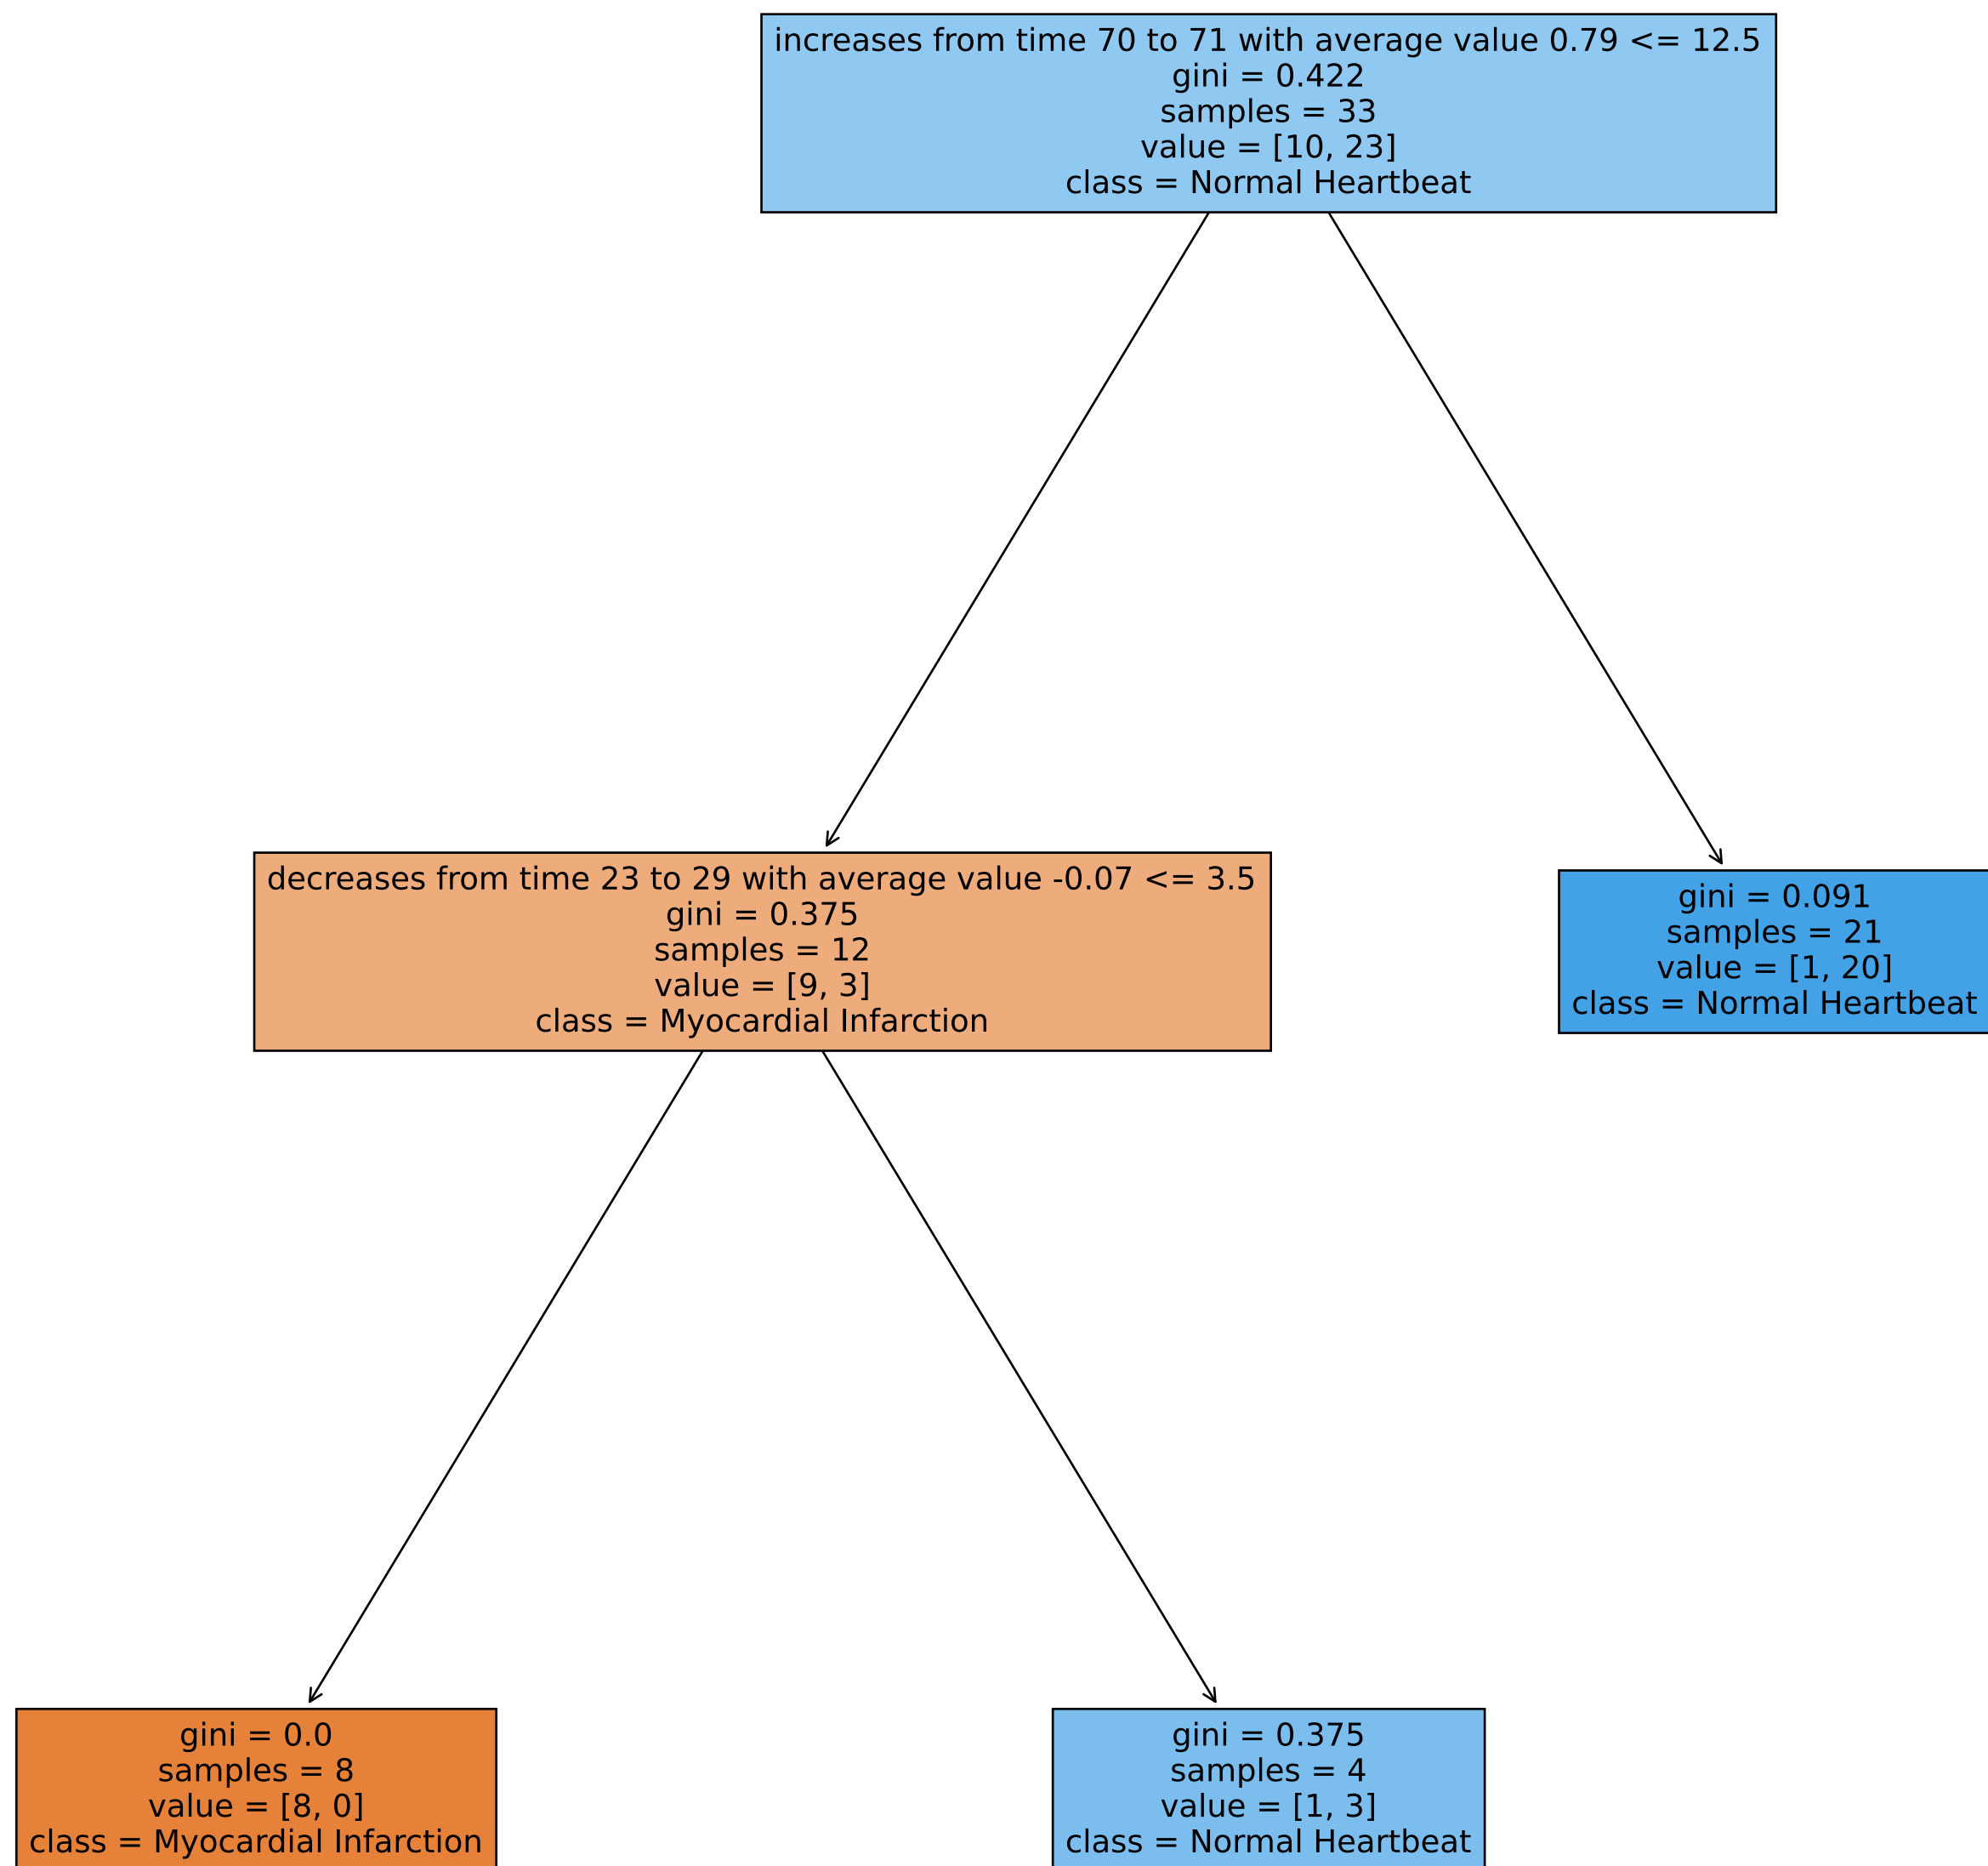 increases from time 70 to 71 with average value 0.79 <= 12.5
gini = 0.422
samples = 33
value = [10, 23]
class = Normal Heartbeat
decreases from time 23 to 29 with average value -0.07 <= 3.5
gini = 0.375
samples = 12
value = [9, 3]
class = Myocardial Infarction
gini = 0.091
samples = 21
value = [1, 20]
class = Normal Heartbeat
gini = 0.0
samples = 8
value = [8, 0]
class = Myocardial Infarction
gini = 0.375
samples = 4
value = [1, 3]
class = Normal Heartbeat